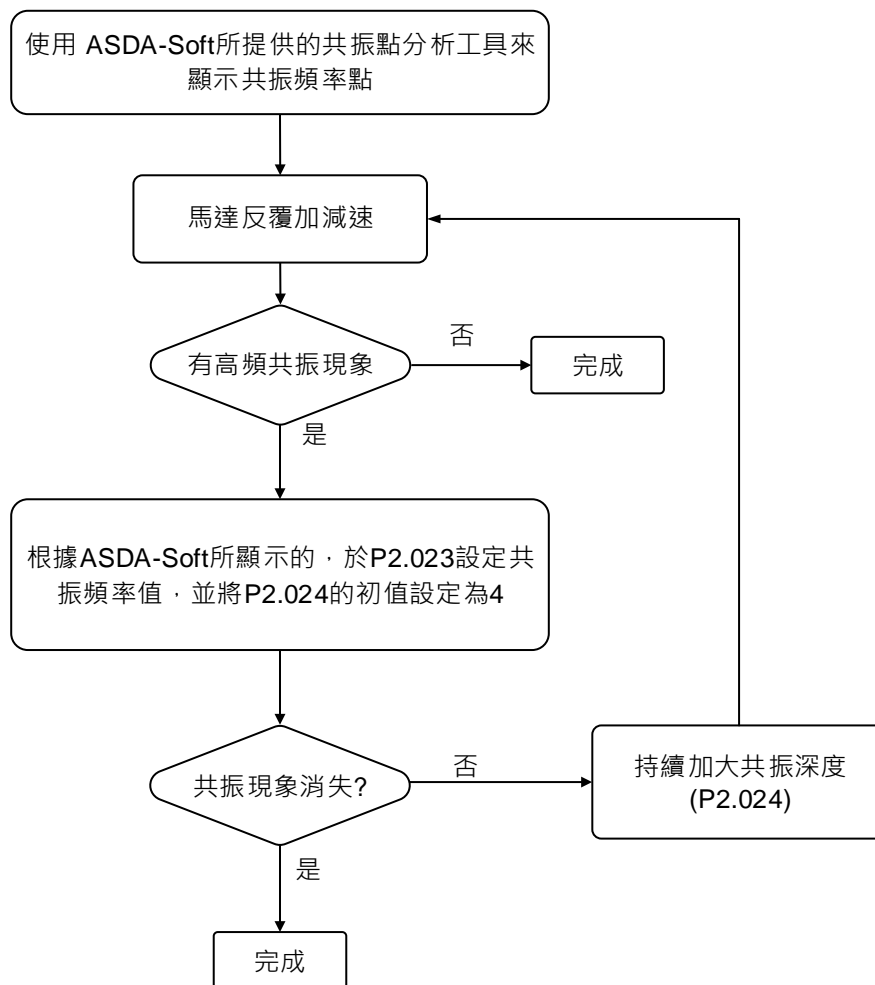 使用 ASDA-Soft所提供的共振點分析工具來
顯示共振頻率點
馬達反覆加減速
有高頻共振現象
否
完成
是
根據ASDA-Soft所顯示的，於P2.023設定共
振頻率值，並將P2.024的初值設定為4
共振現象消失?
否
持續加大共振深度
(P2.024)
是
完成